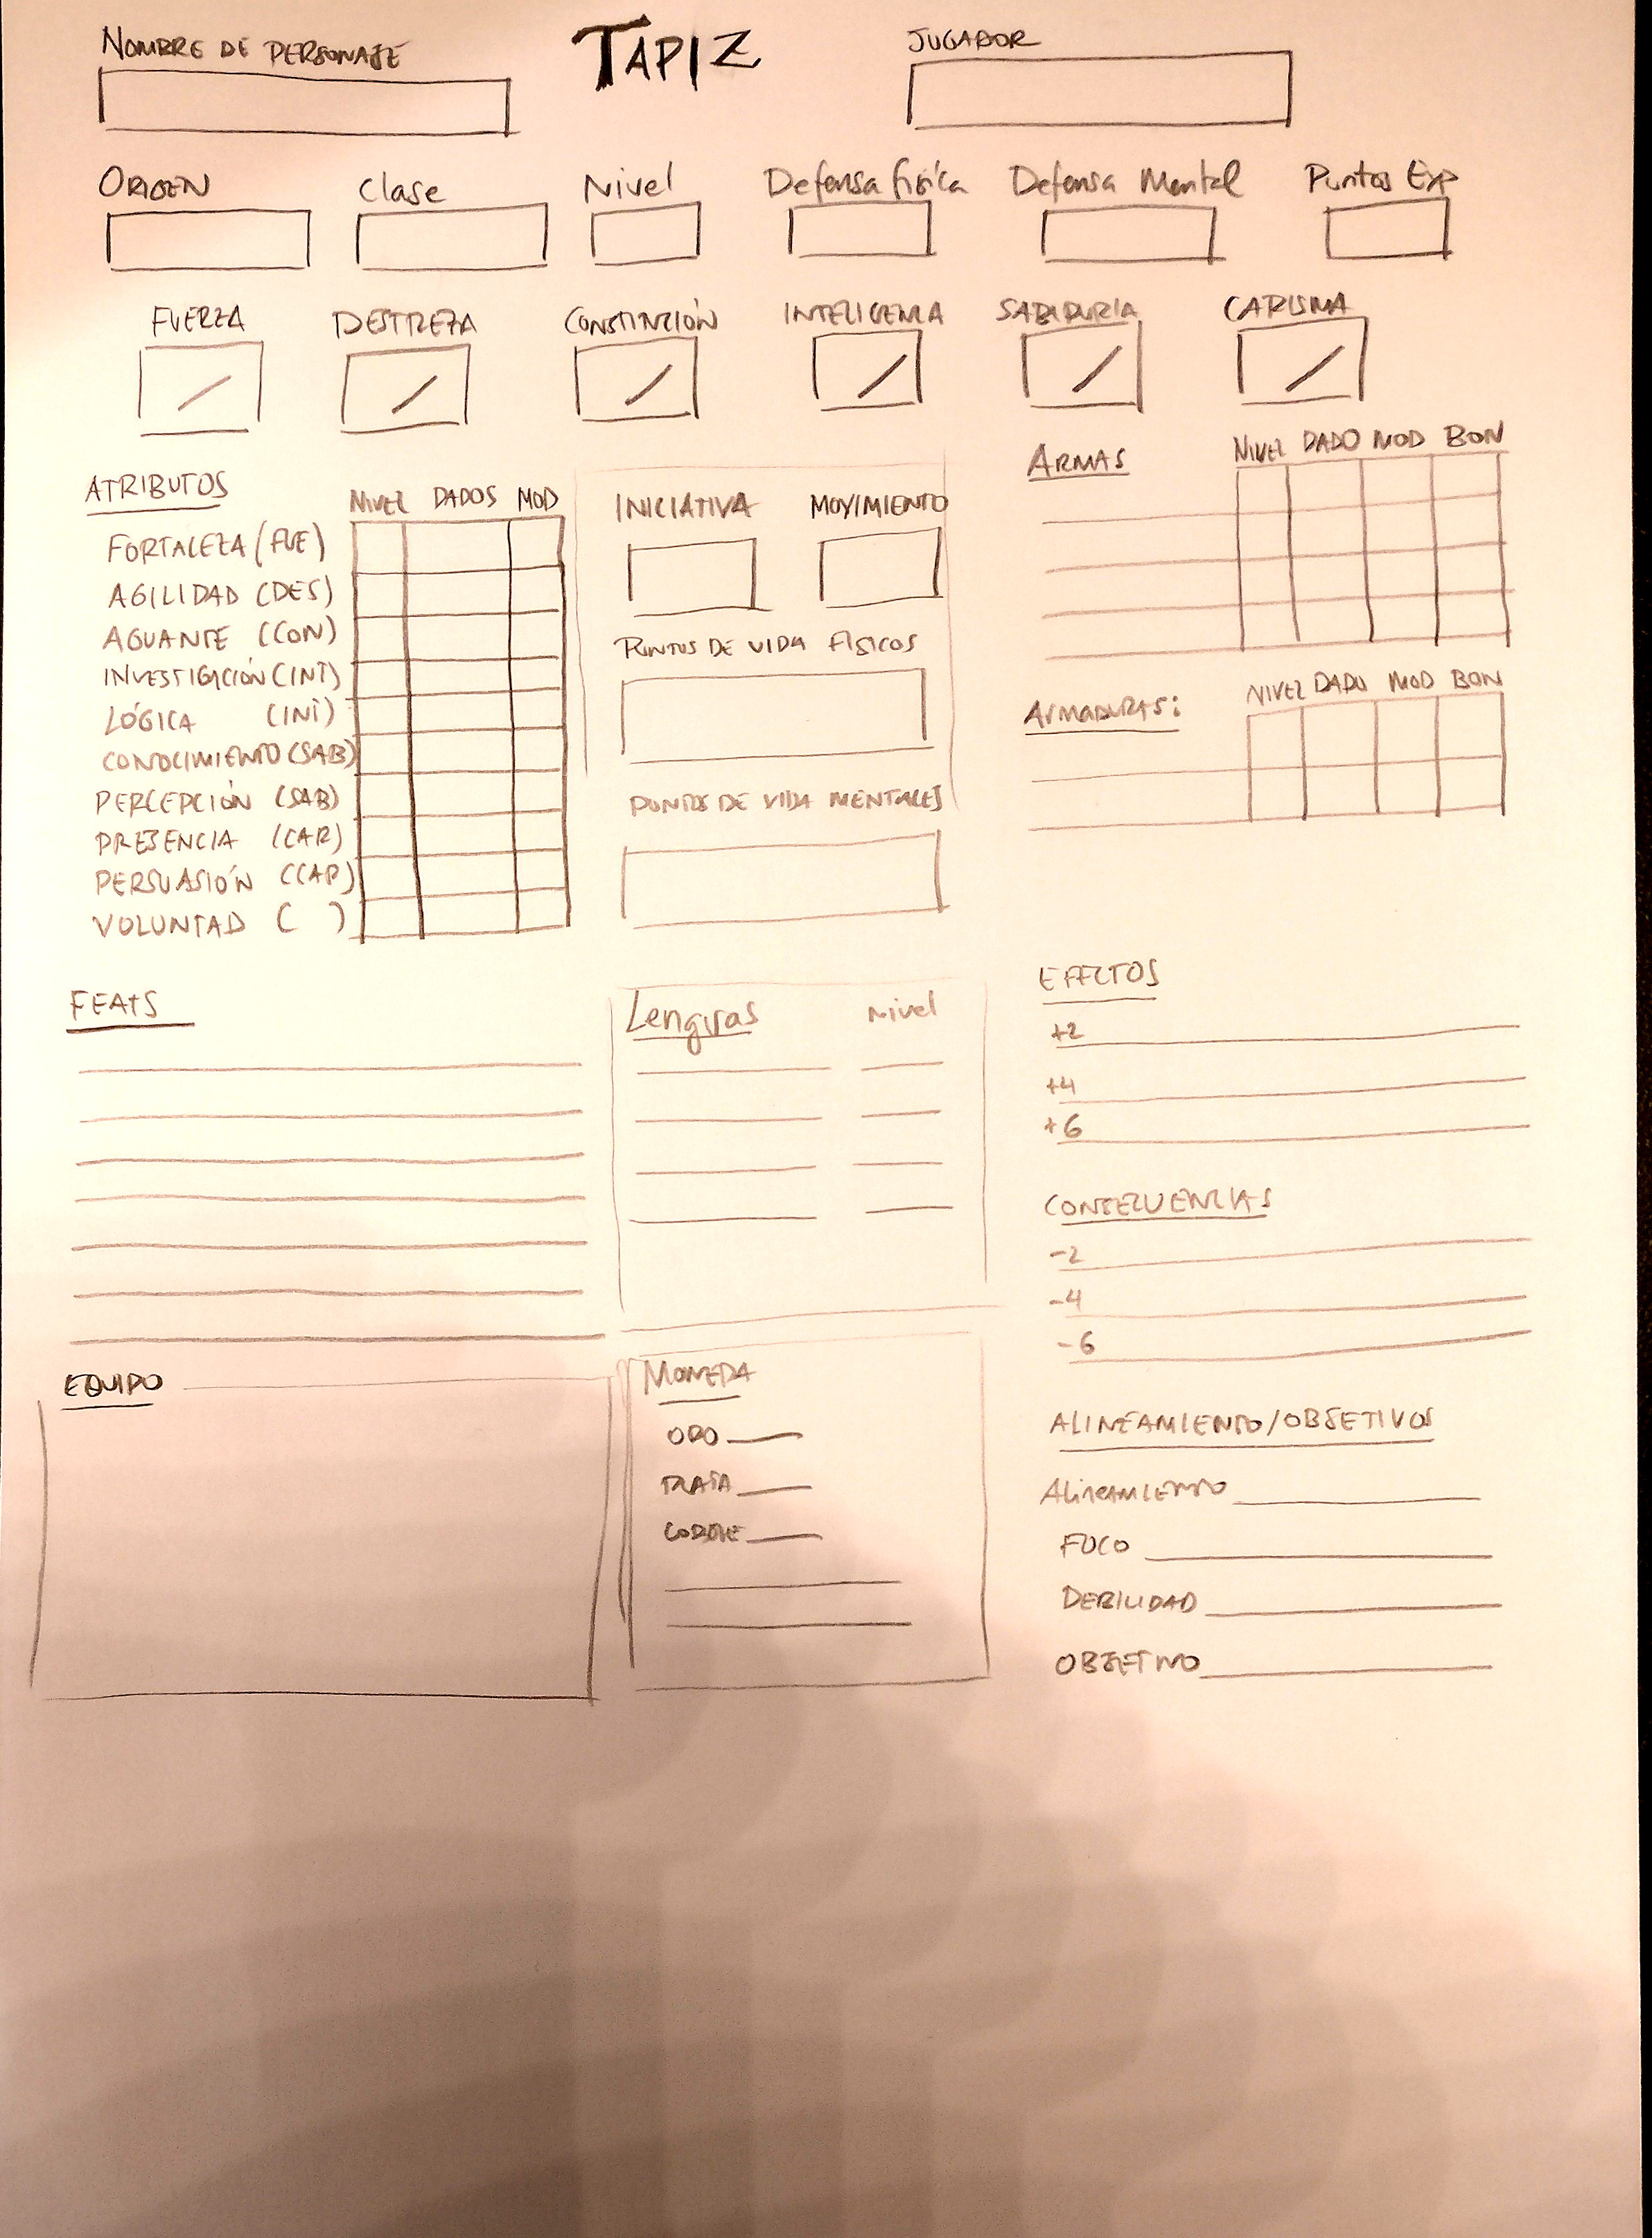 NOMBRE DE PERSONAJE
TAPIZ
JUGADOR
ORIGEN Clase Nivel Defensa física Defensa Mental Puntos Exp
FUERZA DESTREZA CONSTITUCIÓN INTELIGENCIA SABIDURÍA CARISMA
ATRIBUTOS NIVEL DADOS MOD
FORTALEZA (FUE)
AGILIDAD (DES)
AGUANTE (CON)
INVESTIGACIÓN (INT)
LÓGICA (INT)
CONOCIMIENTO (SAB)
PERCEPCIÓN (SAB)
PRESENCIA (CAR)
PERSUASIÓN (CAR)
VOLUNTAD ( )
INICIATIVA MOVIMIENTO
PUNTOS DE VIDA FÍSICOS
PUNTOS DE VIDA MENTALES
ARMAS NIVEL DADO MOD BON
ARMADURAS: NIVEL DADO MOD BON
FEATS
Lenguas Nivel
EFECTOS
+2
+4
+6
CONSECUENCIAS
-2
-4
-6
EQUIPO
MONEDA
ORO
PLATA
COBRE
ALINEAMIENTO/OBJETIVOS
ALINEAMIENTO
FOCO
DEBILIDAD
OBJETIVO